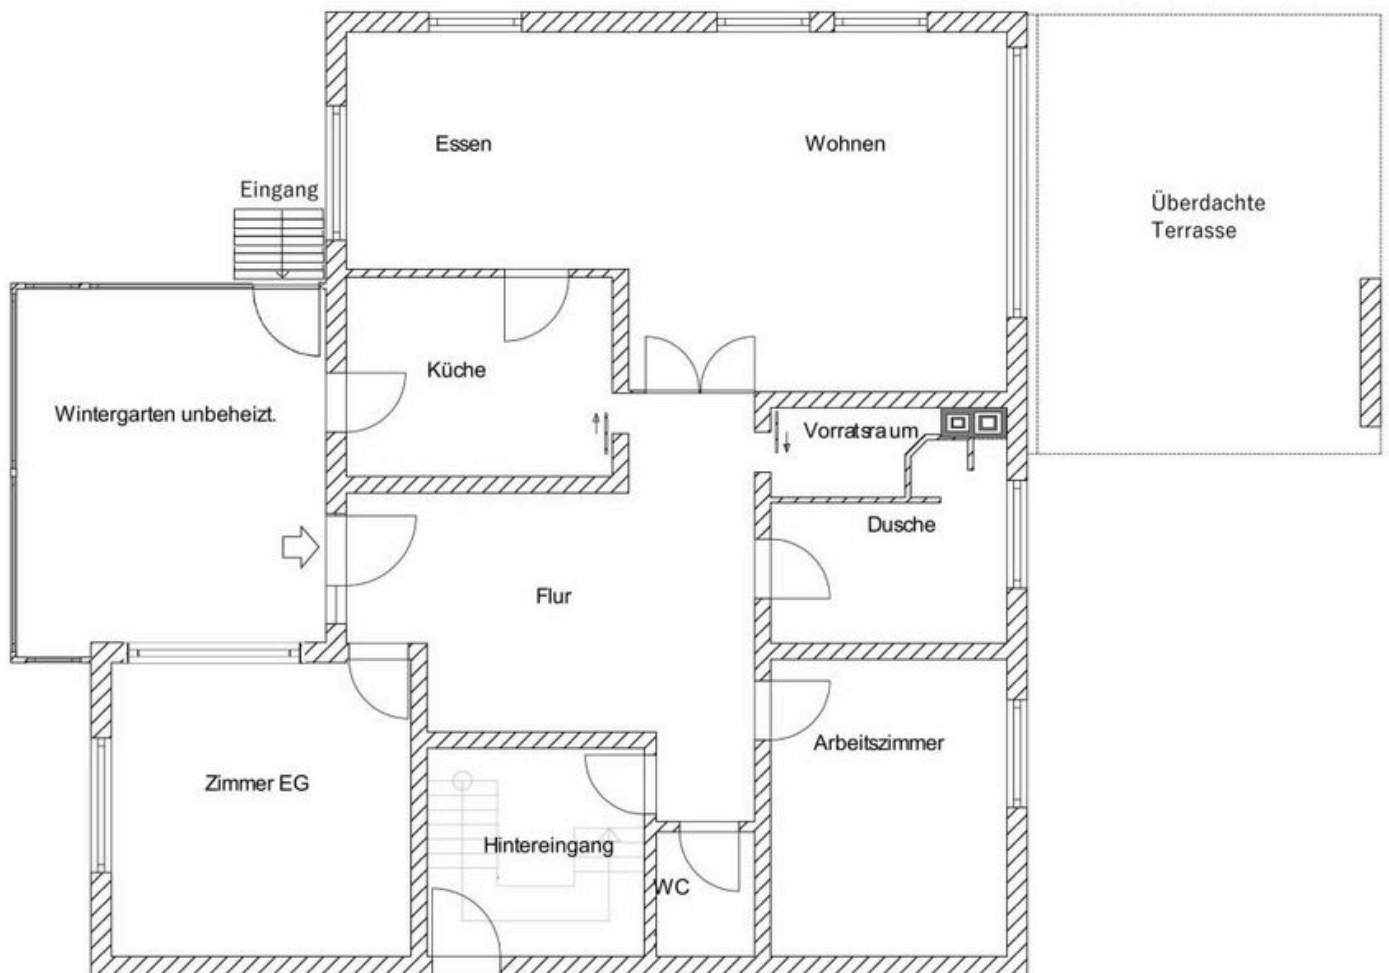 Essen
Wohnen
Eingang
Überdachte
Terrasse
Küche
Wintergarten unbeheizt.
Vorratsraum
Dusche
Flur
Arbeitszimmer
Zimmer EG
Hintereingang
WC